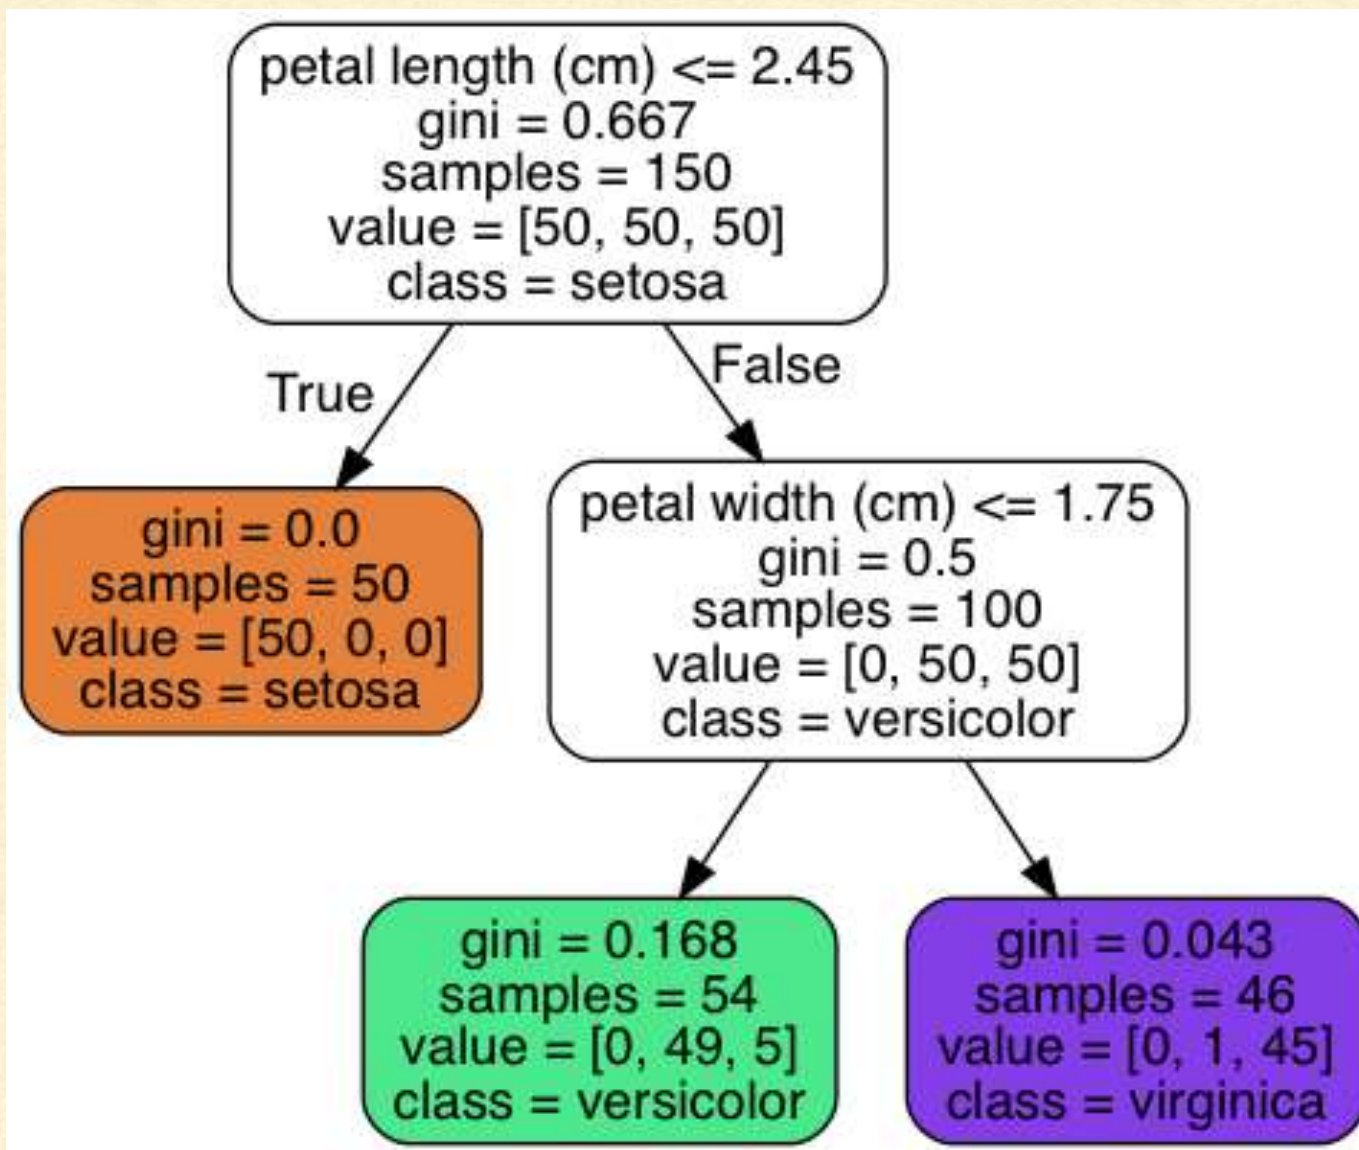 petal length (cm) <= 2.45
gini = 0.667
samples = 150
value = [50, 50, 50]
class = setosa
True
False
gini = 0.0
samples = 50
value = [50, 0, 0]
class = setosa
petal width (cm) <= 1.75
gini = 0.5
samples = 100
value = [0, 50, 50]
class = versicolor
gini = 0.168
samples = 54
value = [0, 49, 5]
class = versicolor
gini = 0.043
samples = 46
value = [0, 1, 45]
class = virginica